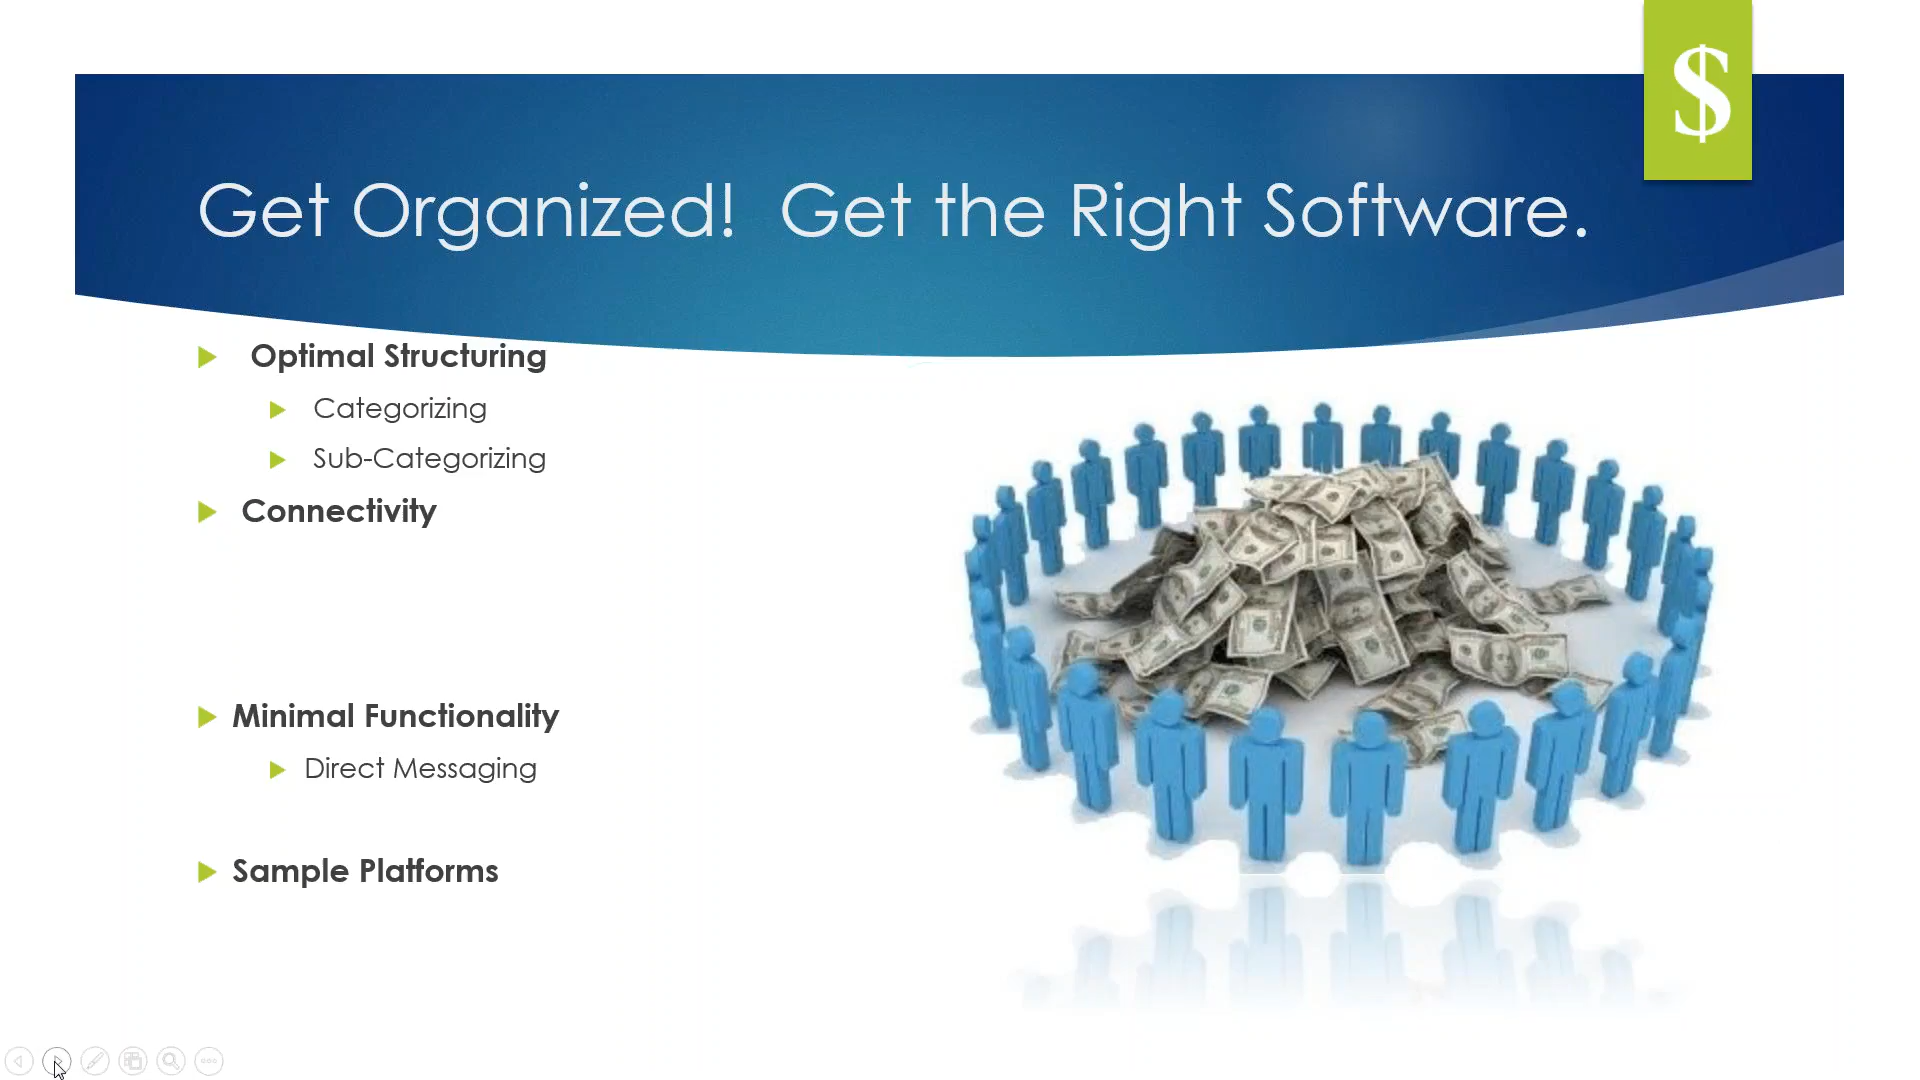 $
Get Organized!  Get the Right Software.
Optimal Structuring
Categorizing
Sub-Categorizing
Connectivity
Minimal Functionality
Direct Messaging
Sample Platforms